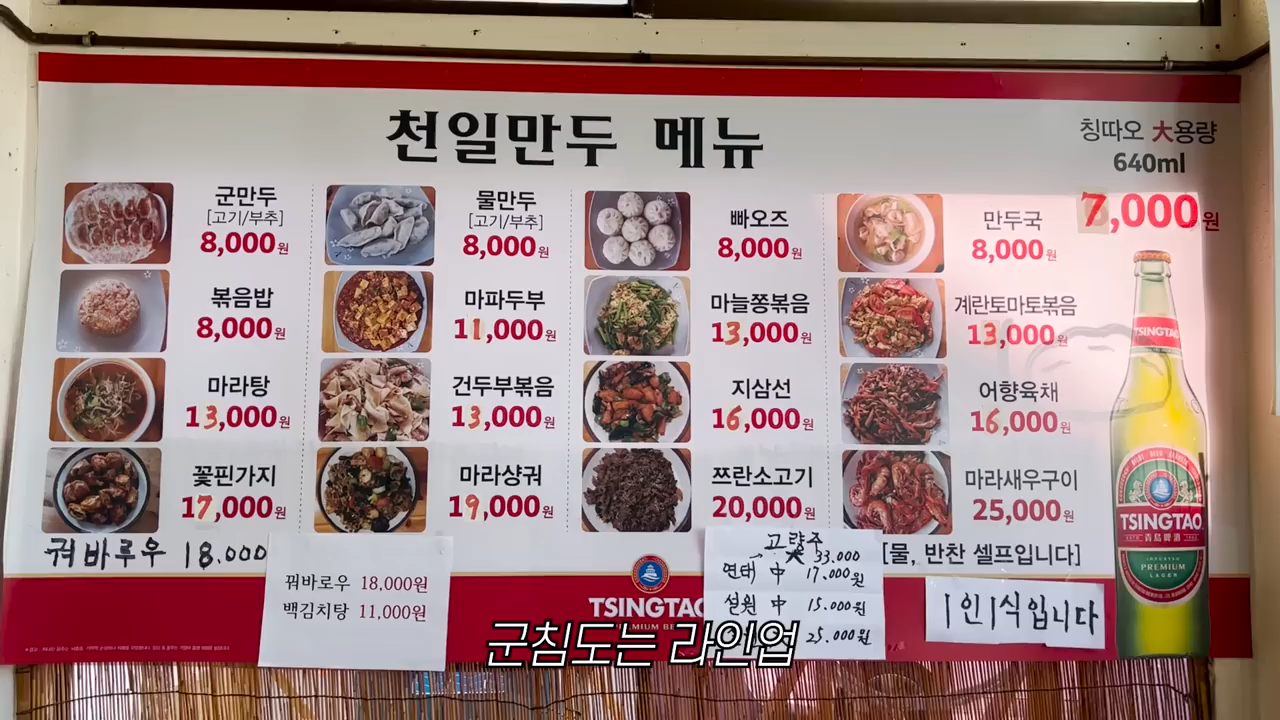 천일만두 메뉴
칭따오 大용량
640ml
7,000원
군만두
[고기/부추]
8,000원
물만두
[고기/부추]
8,000원
빠오즈
8,000원
만두국
8,000원
볶음밥
8,000원
마파두부
11,000원
마늘쫑볶음
13,000원
계란토마토볶음
13,000원
마라탕
13,000원
건두부볶음
13,000원
지삼선
16,000원
어향육채
16,000원
꽃핀가지
17,000원
마라샹궈
19,000원
쯔란소고기
20,000원
마라새우구이
25,000원
궈바루우 18.000
꿔바로우 18,000원
백김치탕 11,000원
고량주
大 33.000
연태 中 17.000원
설원 中 15.000원
25.000원
[물, 반찬 셀프입니다]
1인1식입니다
TSINGTAO
TSINGTAO
TSINGTAO
青島啤酒
IMPORTED
PREMIUM
LAGER
군침도는 라인업